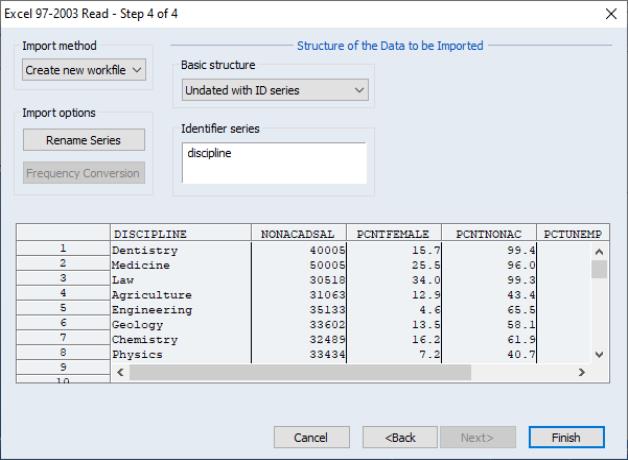 Excel 97-2003 Read - Step 4 of 4
Import method
Create new workfile
Import options
Rename Series
Frequency Conversion
Structure of the Data to be Imported
Basic structure
Undated with ID series
Identifier series
discipline
DISCIPLINE NONACADSAL PCNTFEMALE PCNTNONAC PCTUNEMP
1 Dentistry 40005 15.7 99.4
2 Medicine 50005 25.5 96.0
3 Law 30518 34.0 99.3
4 Agriculture 31063 12.9 43.4
5 Engineering 35133 4.6 65.5
6 Geology 33602 13.5 58.1
7 Chemistry 32489 16.2 61.9
8 Physics 33434 7.2 40.7
9
10
Cancel <Back Next> Finish